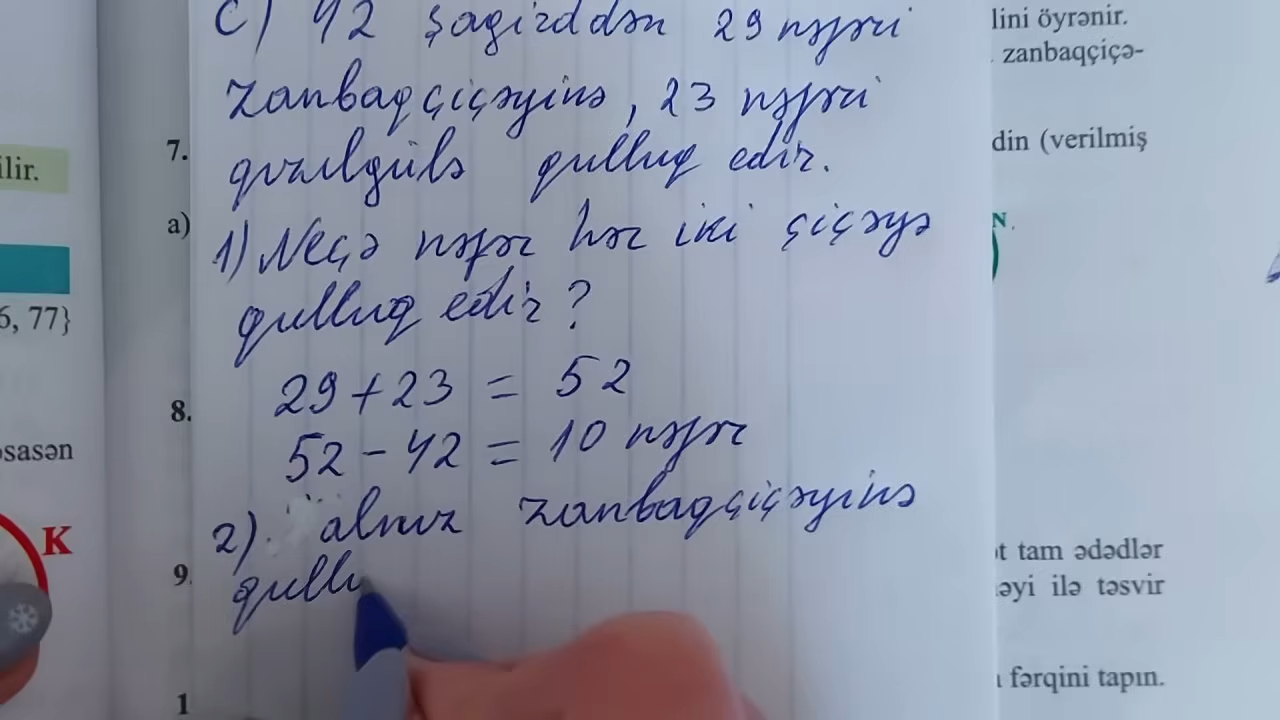 C) 42 şagirddən 29 nəfəri
zanbaqçiçəyinə, 23 nəfəri
qızılgülə qulluq edir.
1) Neçə nəfər hər iki çiçəyə
qulluq edir?
29+23 = 52
52-42 = 10 nəfər
2) alnız zanbaqçiçəyinə
qullu
ilir.
6, 77}
əsasən
K
7.
a)
8.
9
1
lini öyrənir.
zanbaqçiçə-
din (verilmiş
N.
t tam ədədlər
əyi ilə təsvir
fərqini tapın.